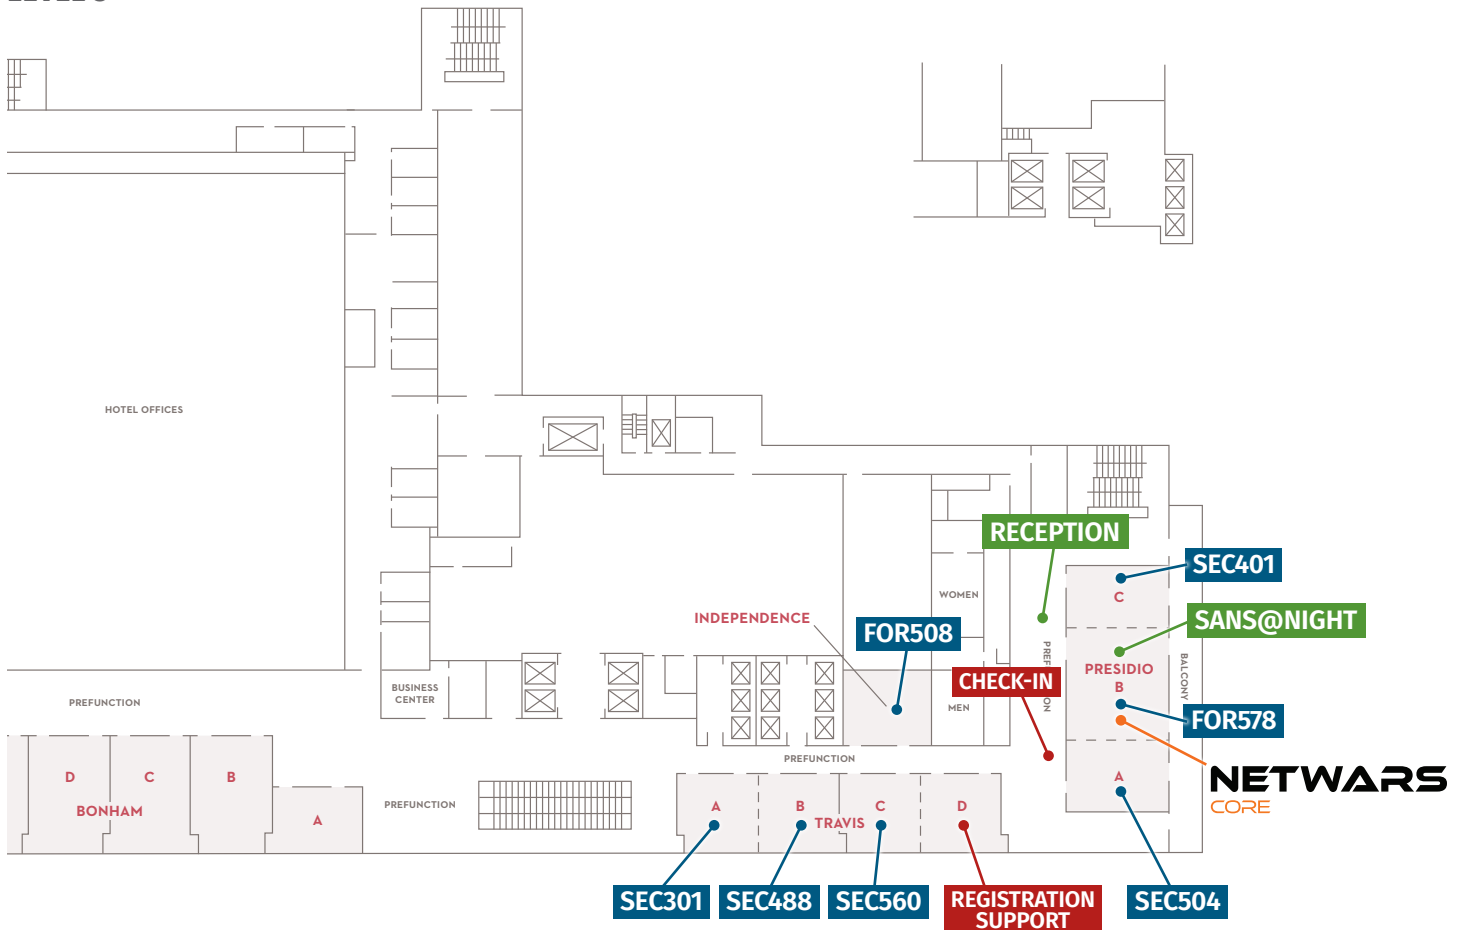 HOTEL OFFICES
RECEPTION
SEC401
C
WOMEN
INDEPENDENCE
FOR508
SANS@NIGHT
PRESIDIO
B
BALCONY
CHECK-IN
BUSINESS
CENTER
MEN
PREFUNCTION
FOR578
PREFUNCTION
NETWARS
CORE
A
D
C
B
BONHAM
A
PREFUNCTION
A
B
C
D
TRAVIS
SEC301
SEC488
SEC560
REGISTRATION
SUPPORT
SEC504